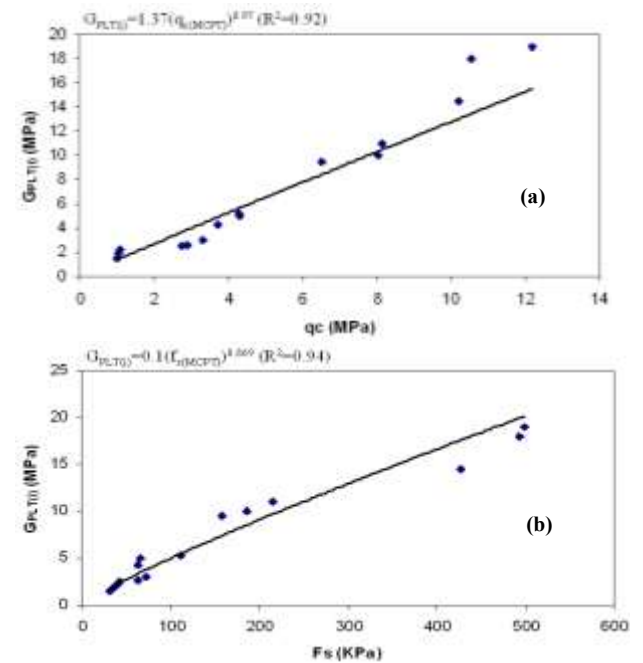 G_PLT(i)=1.37(q_c(MCPT))^0.97 (R²=0.92)
20
18
16
14
12
10
8
6
4
2
0
G_PLT(i) (MPa)
(a)
0 2 4 6 8 10 12 14
qc (MPa)
G_PLT(i)=0.1(f_s(MCPT))^0.869 (R²=0.94)
25
20
15
10
5
0
G_PLT(i) (MPa)
(b)
0 100 200 300 400 500 600
Fs (KPa)